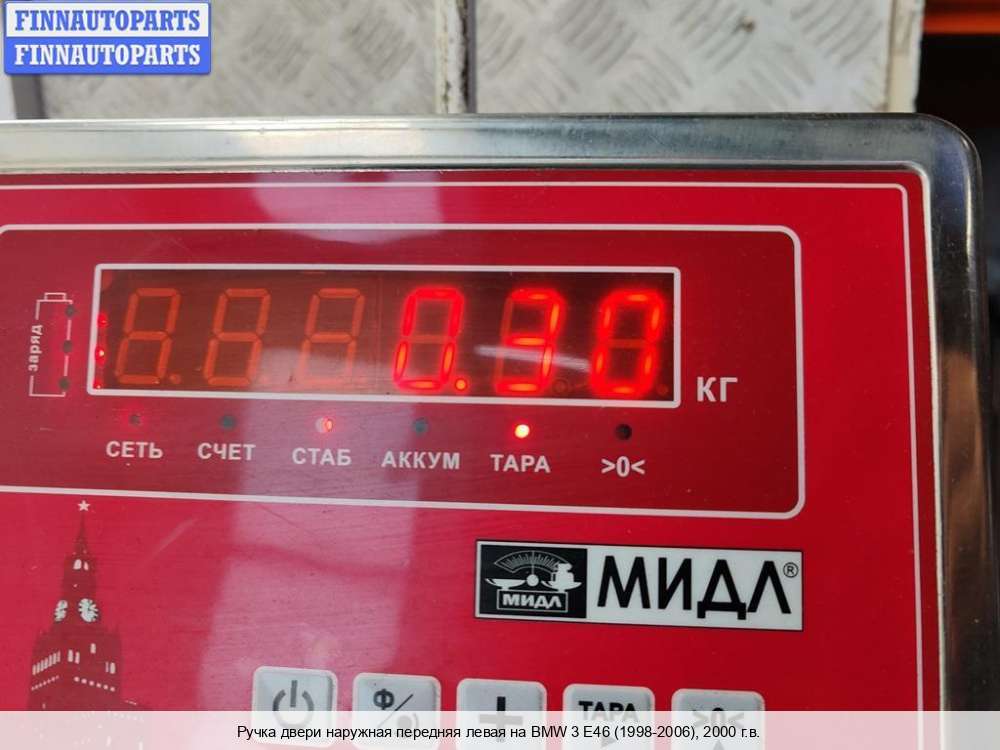 FINNAUTOPARTS
FINNAUTOPARTS
заряд
0.30
КГ
СЕТЬ СЧЕТ СТАБ АККУМ ТАРА >0<
МИДЛ
МИДЛ®
Ф/
+
ТАРА
>0<
Ручка двери наружная передняя левая на BMW 3 E46 (1998-2006), 2000 г.в.